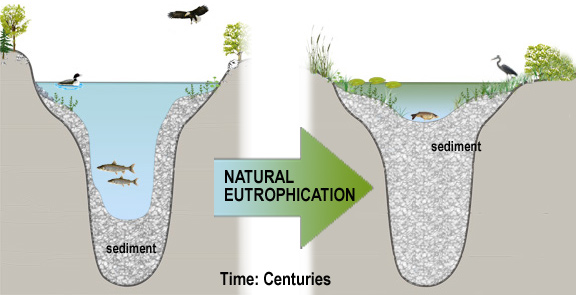 sediment
NATURAL
EUTROPHICATION
Time: Centuries
sediment